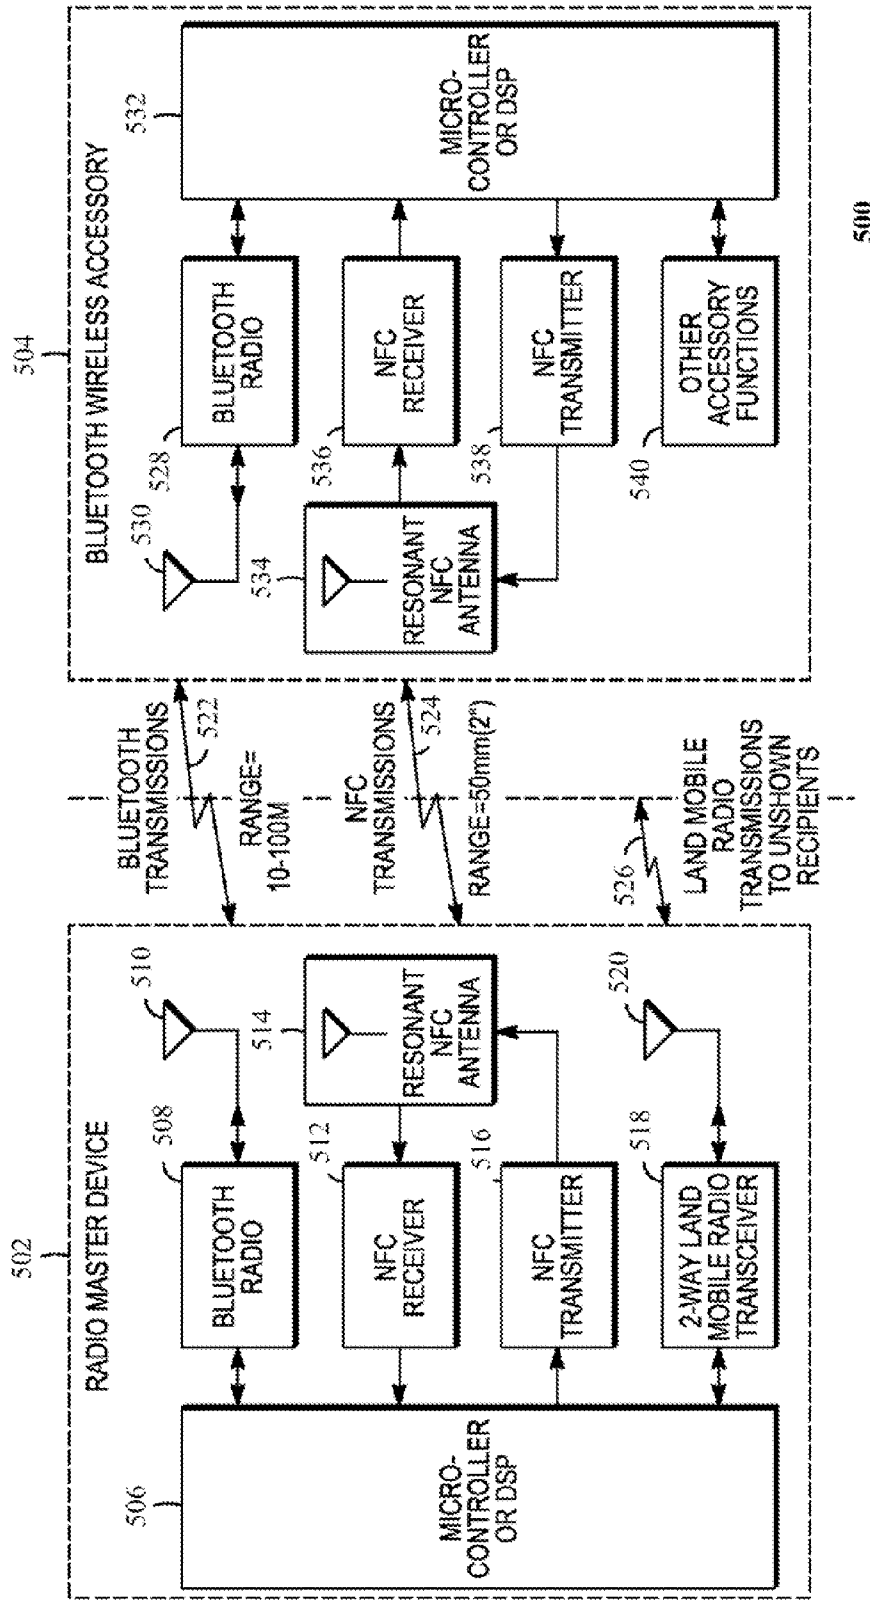 502
RADIO MASTER DEVICE
506
MICRO-
CONTROLLER
OR DSP
508
BLUETOOTH
RADIO
510
512
NFC
RECEIVER
514
RESONANT
NFC
ANTENNA
516
NFC
TRANSMITTER
518
2-WAY LAND
MOBILE RADIO
TRANSCEIVER
520
BLUETOOTH
TRANSMISSIONS
522
RANGE=
10-100M
NFC
TRANSMISSIONS
524
RANGE=50mm(2")
526
LAND MOBILE
RADIO
TRANSMISSIONS
TO UNSHOWN
RECIPIENTS
504
BLUETOOTH WIRELESS ACCESSORY
530
528
BLUETOOTH
RADIO
532
MICRO-
CONTROLLER
OR DSP
534
RESONANT
NFC
ANTENNA
536
NFC
RECEIVER
538
NFC
TRANSMITTER
540
OTHER
ACCESSORY
FUNCTIONS
500